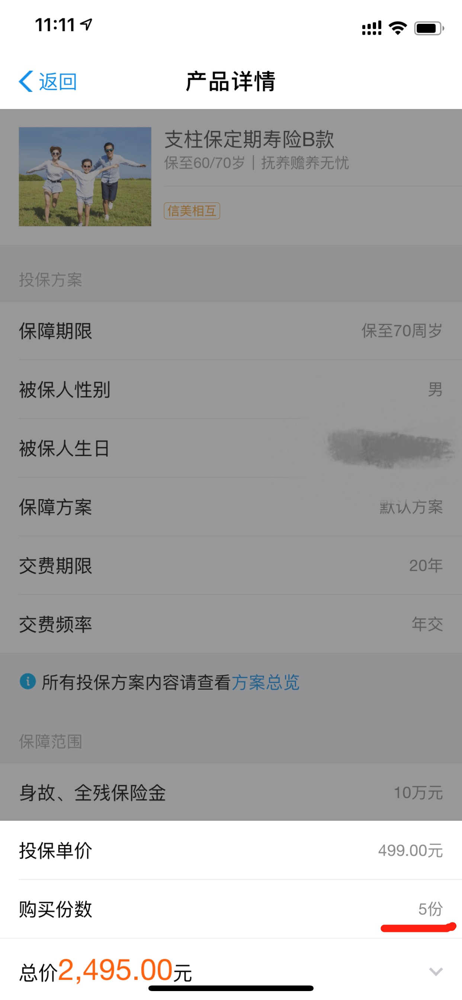 11:11
返回
产品详情
支柱保定期寿险B款
保至60/70岁｜抚养赡养无忧
信美相互
投保方案
保障期限 保至70周岁
被保人性别 男
被保人生日
保障方案 默认方案
交费期限 20年
交费频率 年交
所有投保方案内容请查看方案总览
保障范围
身故、全残保险金 10万元
投保单价 499.00元
购买份数 5份
总价2,495.00元